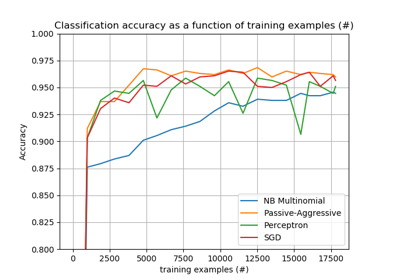 Classification accuracy as a function of training examples (#)
1.000
0.975
0.950
0.925
0.900
0.875
0.850
0.825
0.800
Accuracy
NB Multinomial
Passive-Aggressive
Perceptron
SGD
0 2500 5000 7500 10000 12500 15000 17500
training examples (#)